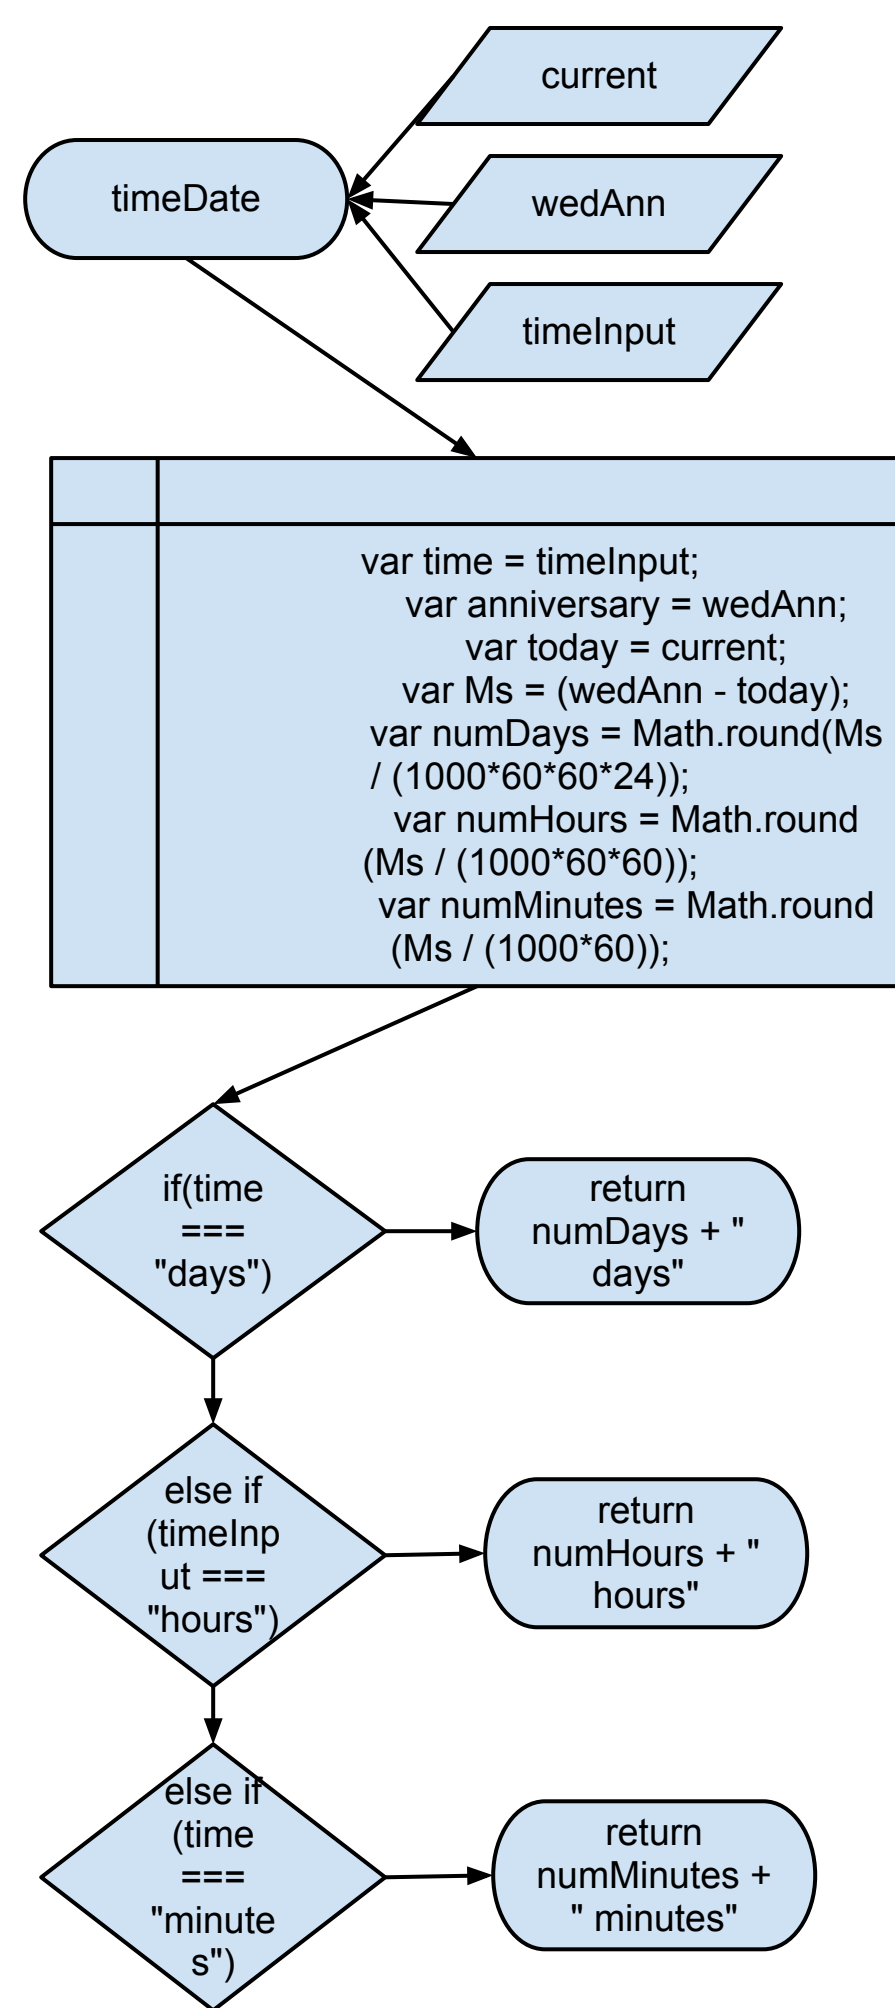 current
timeDate
wedAnn
timeInput
var time = timeInput;
var anniversary = wedAnn;
var today = current;
var Ms = (wedAnn - today);
var numDays = Math.round(Ms
/ (1000*60*60*24));
var numHours = Math.round
(Ms / (1000*60*60));
var numMinutes = Math.round
(Ms / (1000*60));
if(time
===
"days")
return
numDays + "
days"
else if
(timeInp
ut ===
"hours")
return
numHours + "
hours"
else if
(time
===
"minute
s")
return
numMinutes +
" minutes"